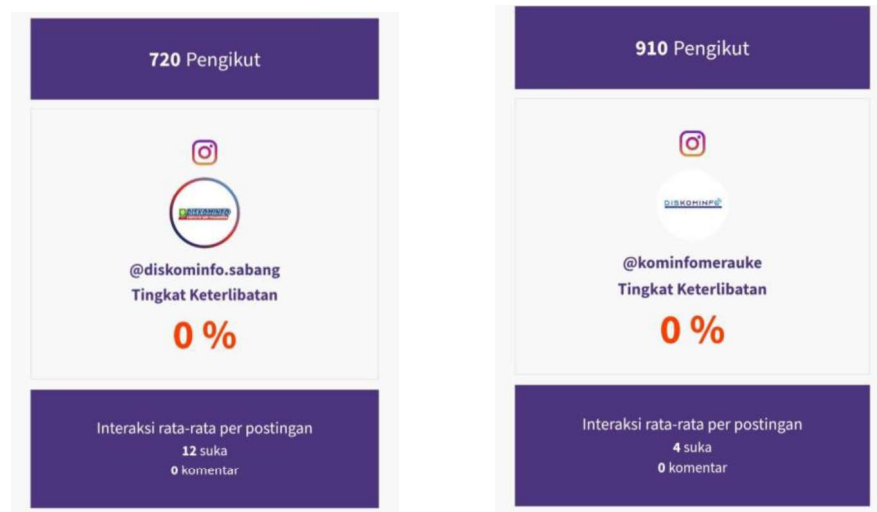 720 Pengikut
DISKOMINFO
@diskominfo.sabang
Tingkat Keterlibatan
0 %
Interaksi rata-rata per postingan
12 suka
0 komentar
910 Pengikut
DISKOMINFO
@kominfomerauke
Tingkat Keterlibatan
0 %
Interaksi rata-rata per postingan
4 suka
0 komentar